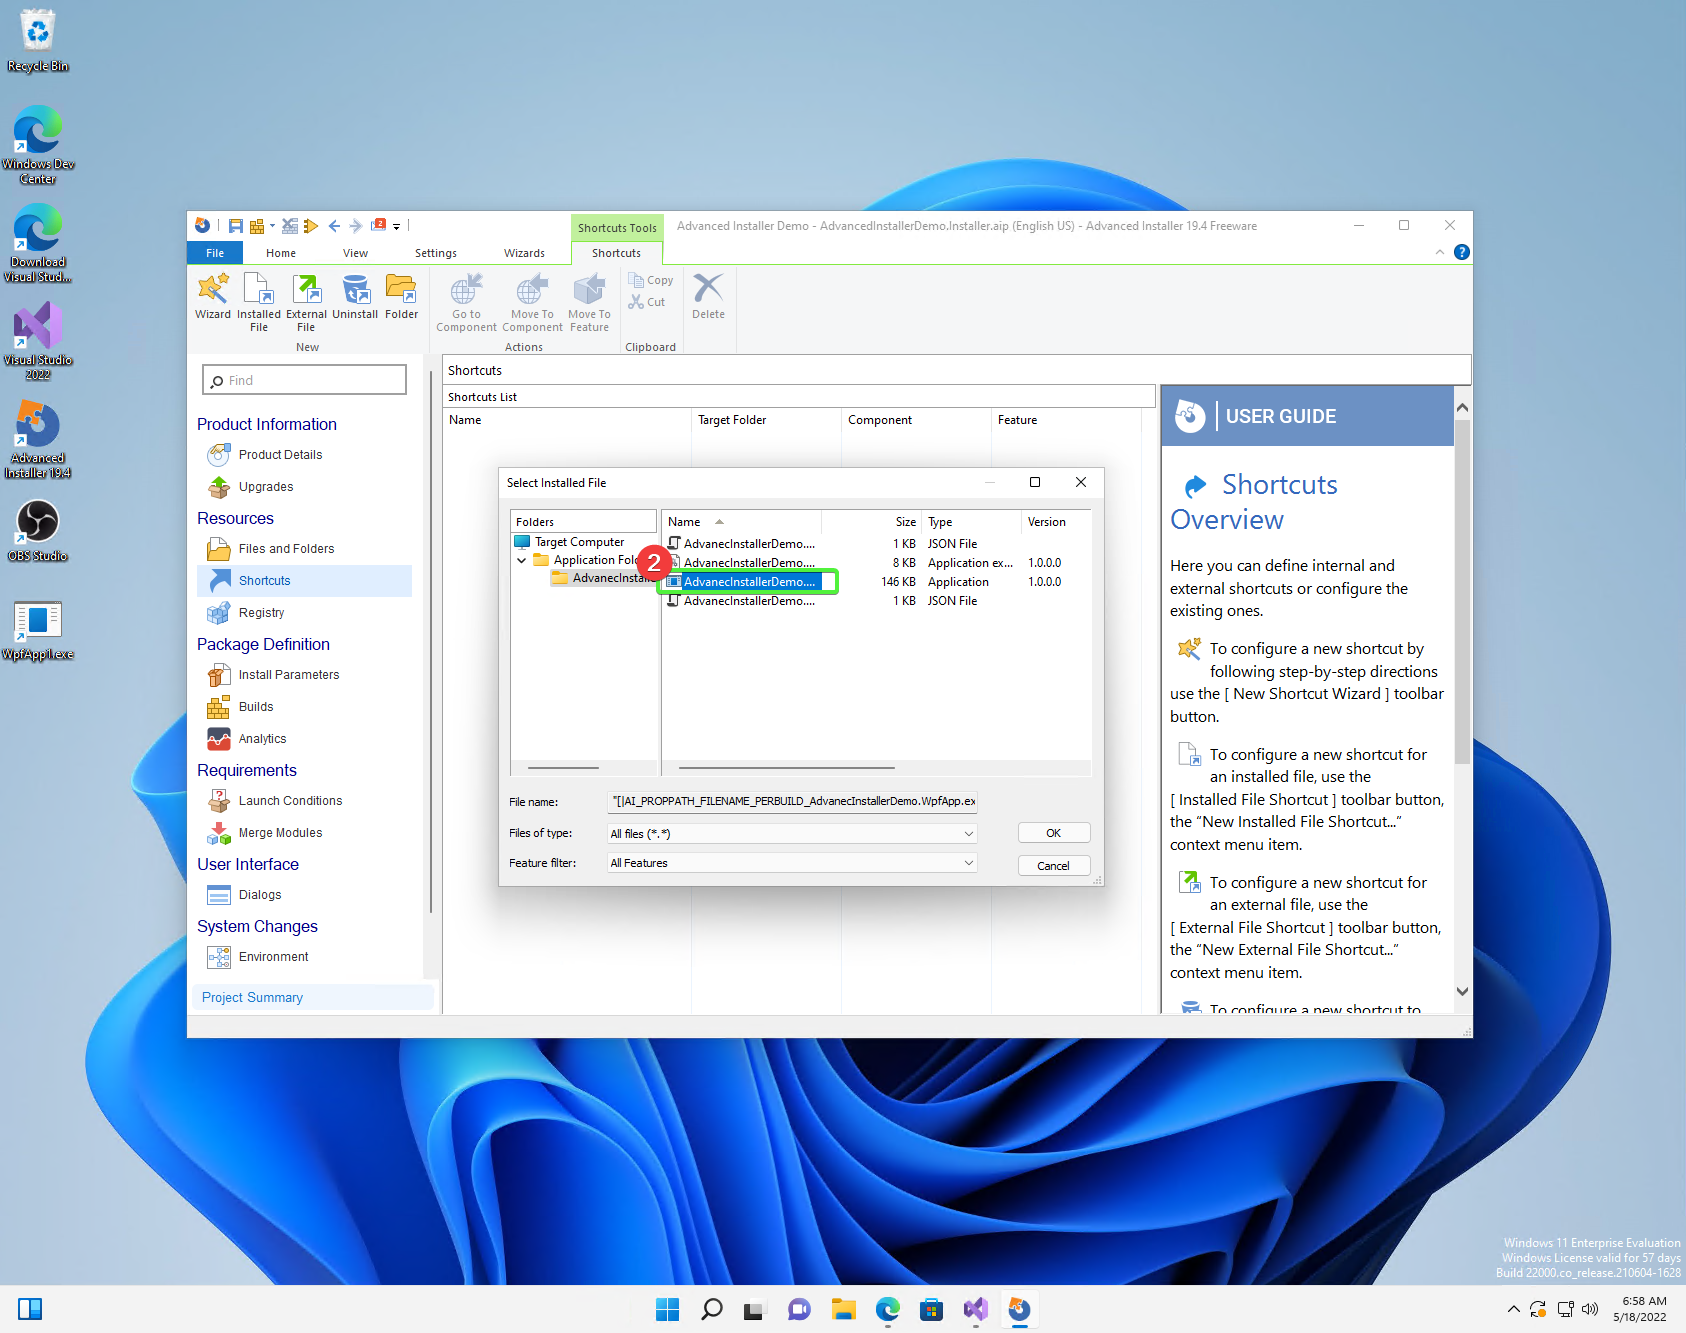 Recycle Bin
Windows Dev
Center
Download
Visual Stud...
Visual Studio
2022
Advanced
Installer 19.4
OBS Studio
WpfApp1.exe
2
Shortcuts Tools
Advanced Installer Demo - AdvancedInstallerDemo.Installer.aip (English US) - Advanced Installer 19.4 Freeware
File
Home
View
Settings
Wizards
Shortcuts
?
Wizard
Installed
File
External
File
Uninstall
Folder
New
Go to
Component
Move To
Component
Move To
Feature
Actions
Copy
Cut
Clipboard
Delete
Find
Product Information
Product Details
Upgrades
Resources
Files and Folders
Shortcuts
Registry
Package Definition
Install Parameters
Builds
Analytics
Requirements
Launch Conditions
Merge Modules
User Interface
Dialogs
System Changes
Environment
Project Summary
Shortcuts
Shortcuts List
Name
Target Folder
Component
Feature
Select Installed File
Folders
Target Computer
Application Fol
AdvanecInstalle
2
Name
Size
Type
Version
AdvanecInstallerDemo.... 1 KB JSON File
AdvanecInstallerDemo.... 8 KB Application ex... 1.0.0.0
AdvanecInstallerDemo.... 146 KB Application 1.0.0.0
AdvanecInstallerDemo.... 1 KB JSON File
File name:
"[|AI_PROPPATH_FILENAME_PERBUILD_AdvanecInstallerDemo.WpfApp.ex
Files of type:
All files (*.*)
OK
Feature filter:
All Features
Cancel
USER GUIDE
Shortcuts
Overview
Here you can define internal and
external shortcuts or configure the
existing ones.
To configure a new shortcut by
following step-by-step directions
use the [ New Shortcut Wizard ] toolbar
button.
To configure a new shortcut for
an installed file, use the
[ Installed File Shortcut ] toolbar button,
the “New Installed File Shortcut...”
context menu item.
To configure a new shortcut for
an external file, use the
[ External File Shortcut ] toolbar button,
the “New External File Shortcut...”
context menu item.
To configure a new shortcut to
Windows 11 Enterprise Evaluation
Windows License valid for 57 days
Build 22000.co_release.210604-1628
6:58 AM
5/18/2022